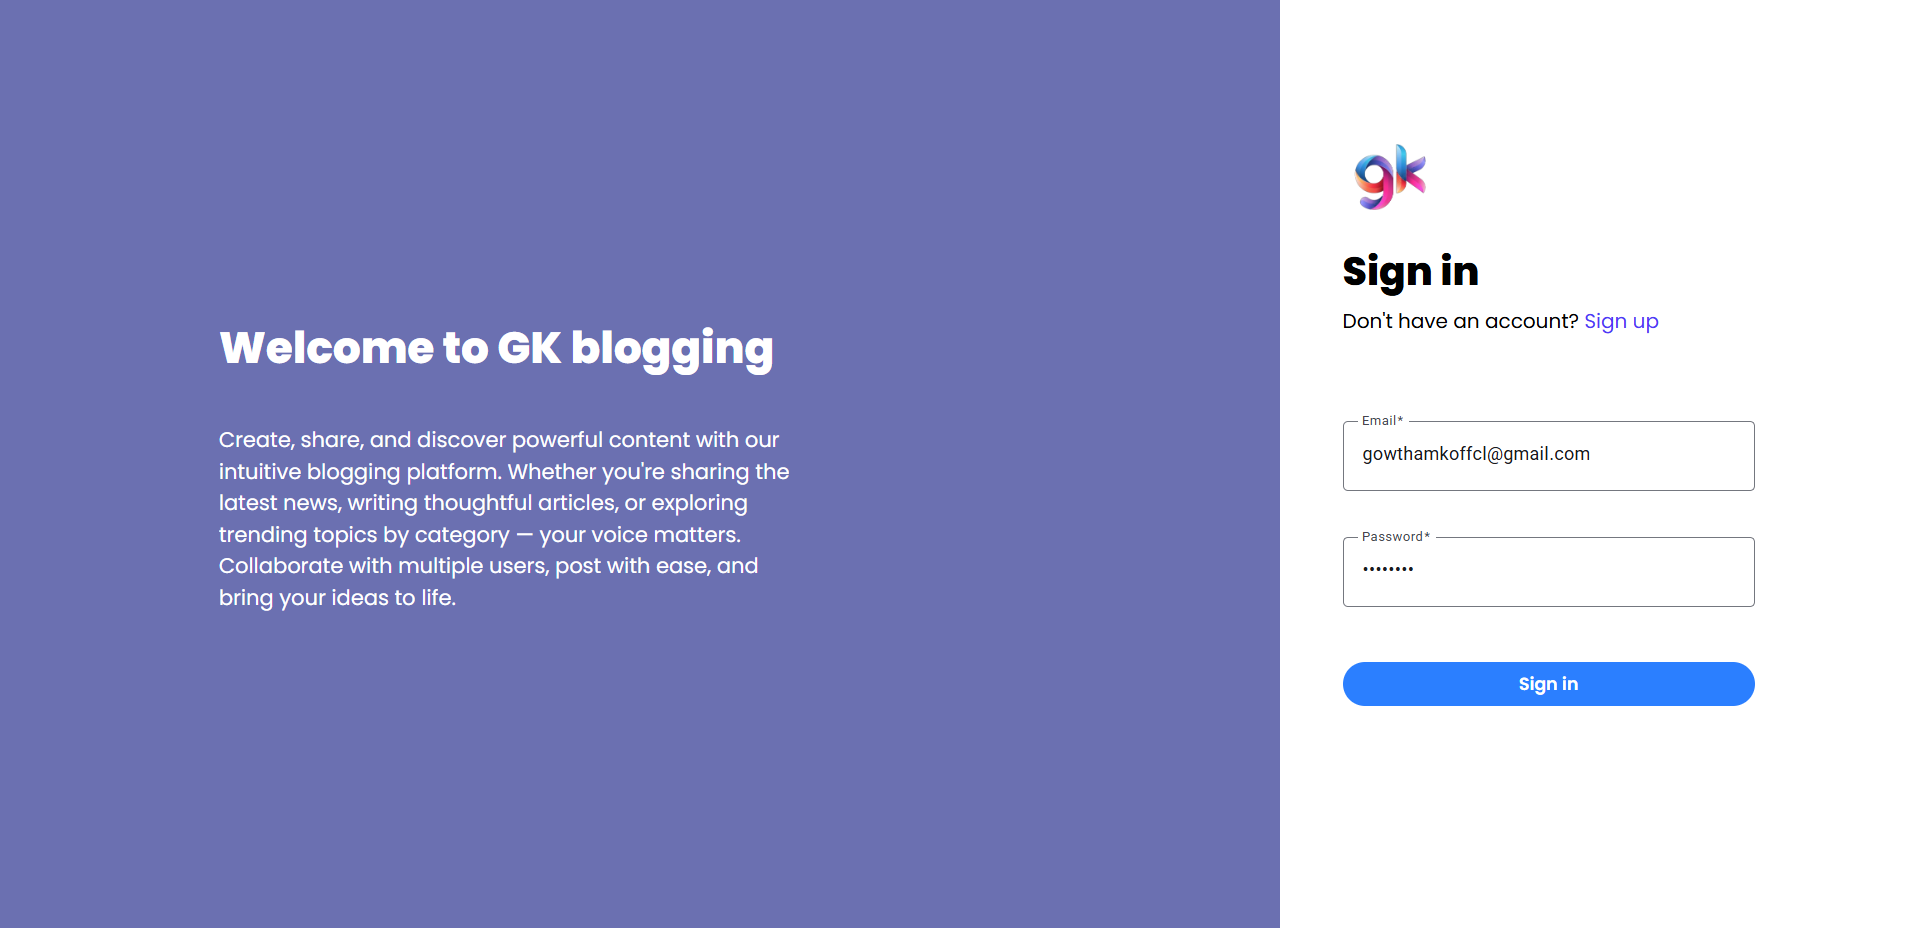 Welcome to GK blogging
Create, share, and discover powerful content with our
intuitive blogging platform. Whether you're sharing the
latest news, writing thoughtful articles, or exploring
trending topics by category — your voice matters.
Collaborate with multiple users, post with ease, and
bring your ideas to life.
gk
Sign in
Don't have an account? Sign up
Email*
gowthamkoffcl@gmail.com
Password*
••••••••
Sign in